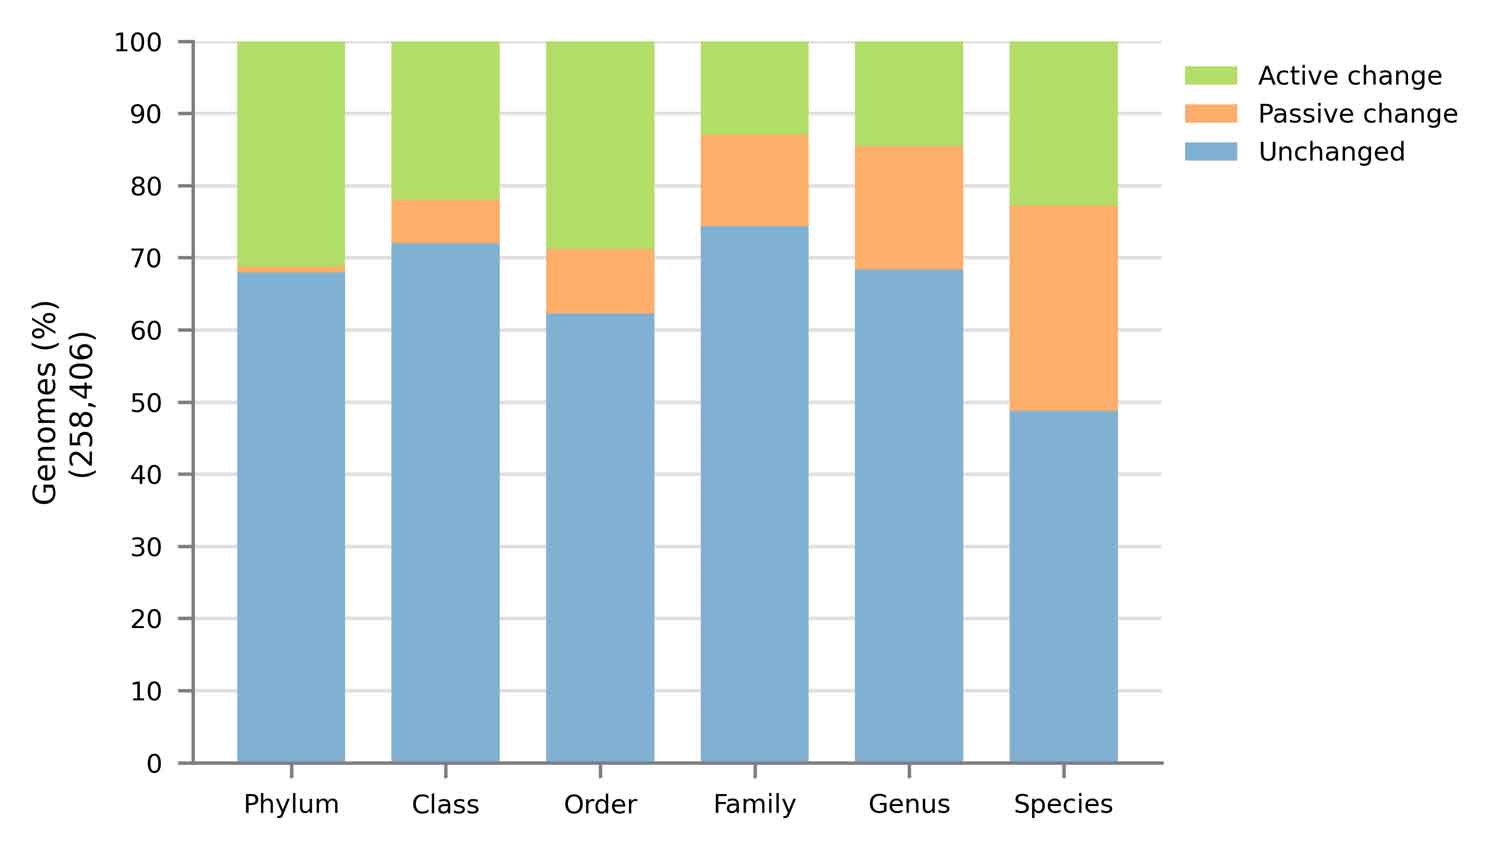 100
90
80
70
60
50
40
30
20
10
0
Genomes (%)
(258,406)
Phylum Class Order Family Genus Species
Active change
Passive change
Unchanged